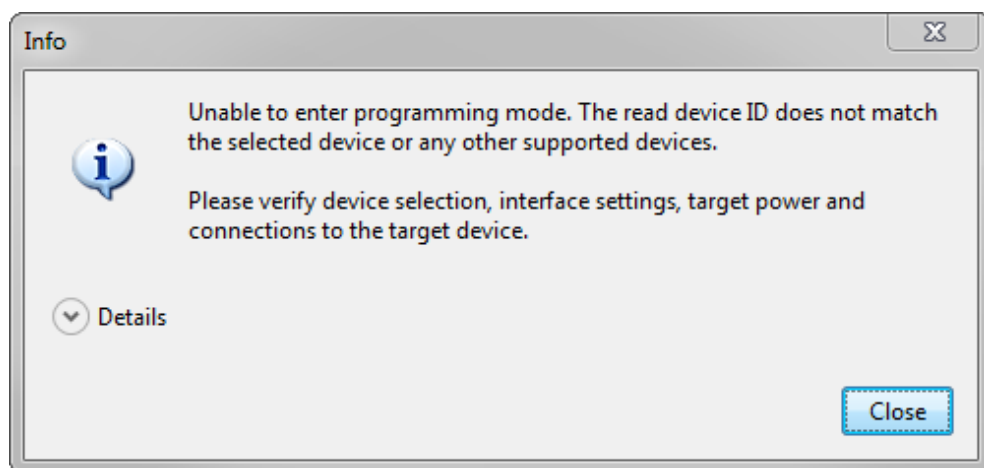 Info
Unable to enter programming mode. The read device ID does not match
the selected device or any other supported devices.
Please verify device selection, interface settings, target power and
connections to the target device.
Details
Close